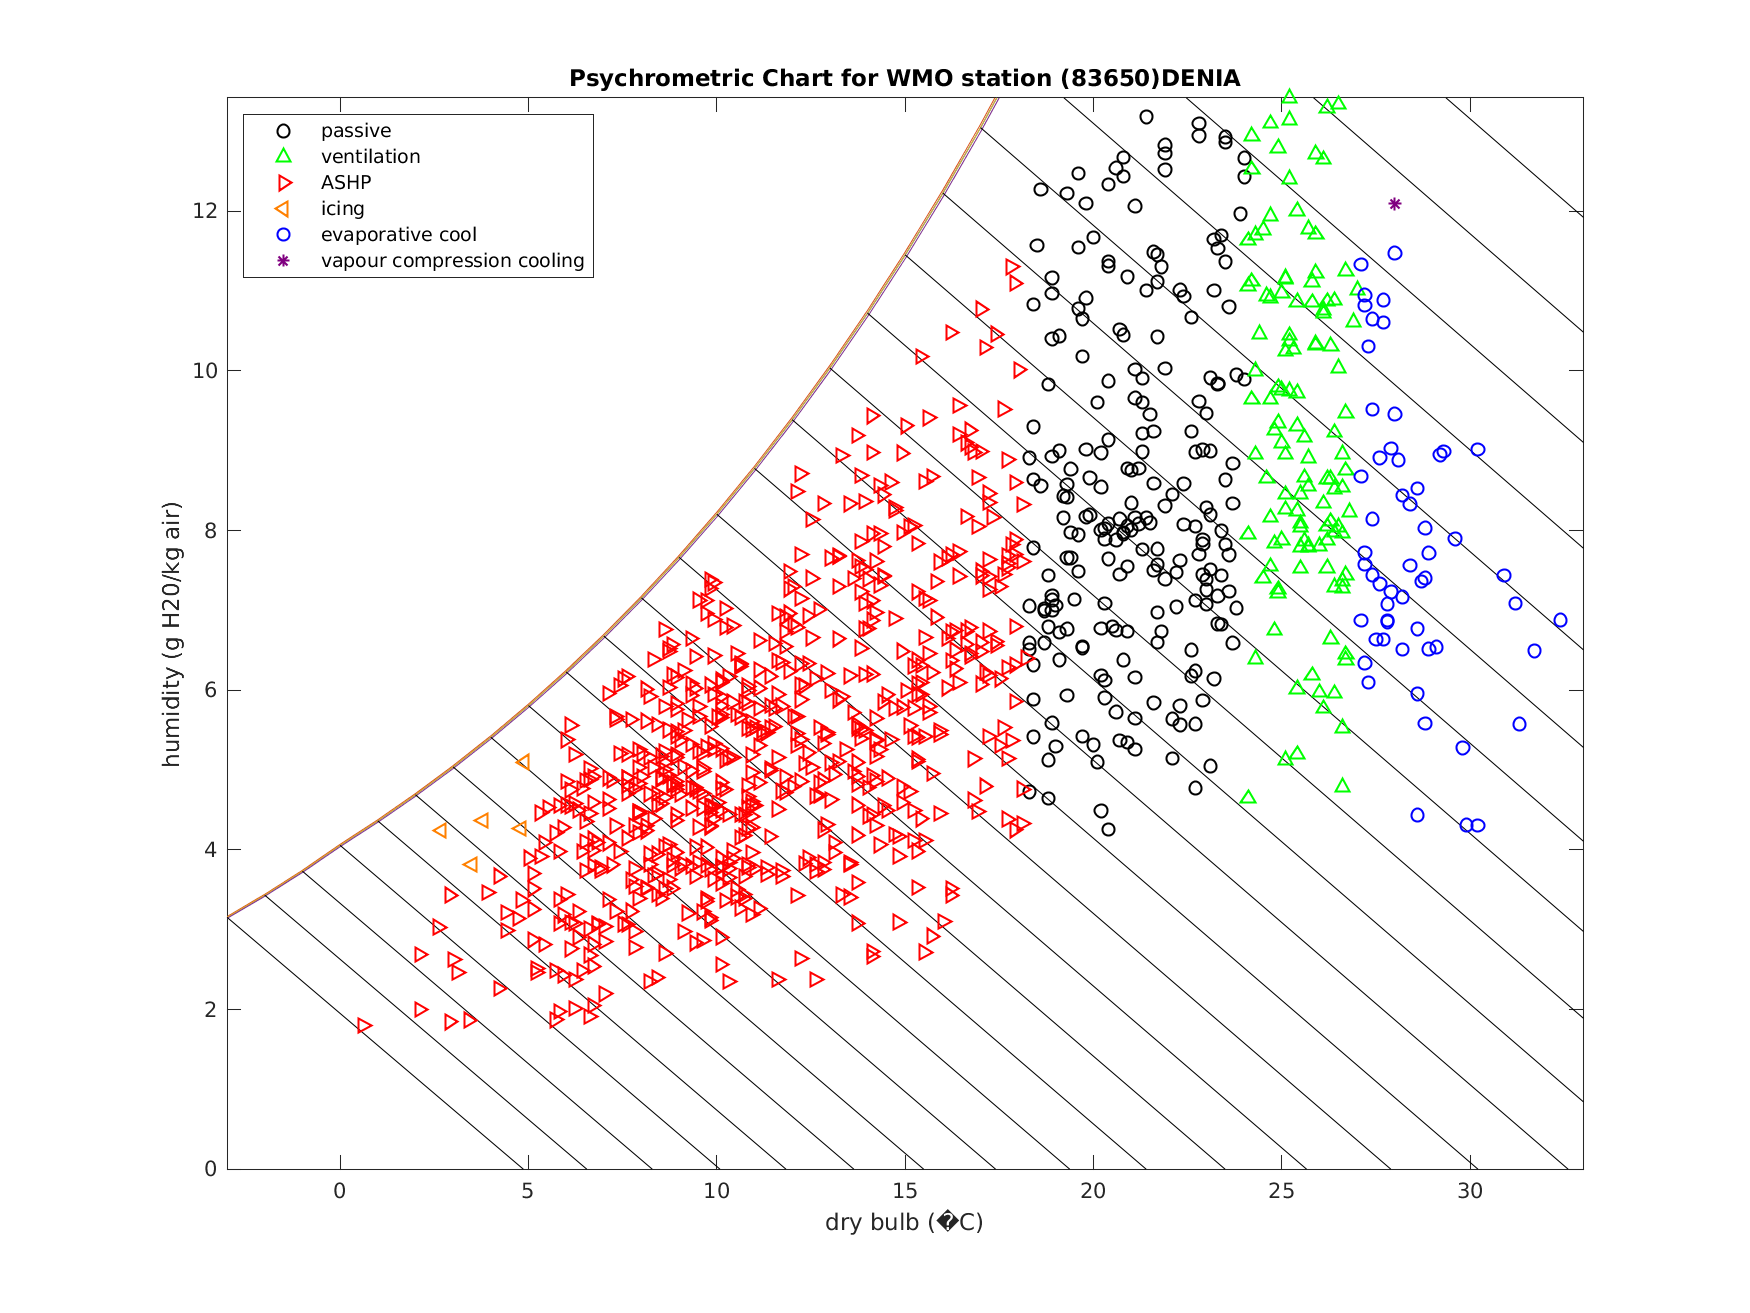 Psychrometric Chart for WMO station (83650)DENIA
passive
ventilation
ASHP
icing
evaporative cool
vapour compression cooling
humidity (g H20/kg air)
12
10
8
6
4
2
0
0 5 10 15 20 25 30
dry bulb (�C)